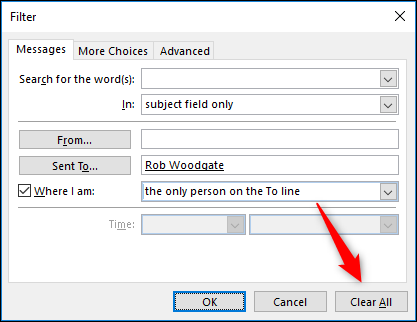 Filter
Messages More Choices Advanced
Search for the word(s):
In: subject field only
From...
Sent To... Rob Woodgate
Where I am: the only person on the To line
Time:
OK Cancel Clear All